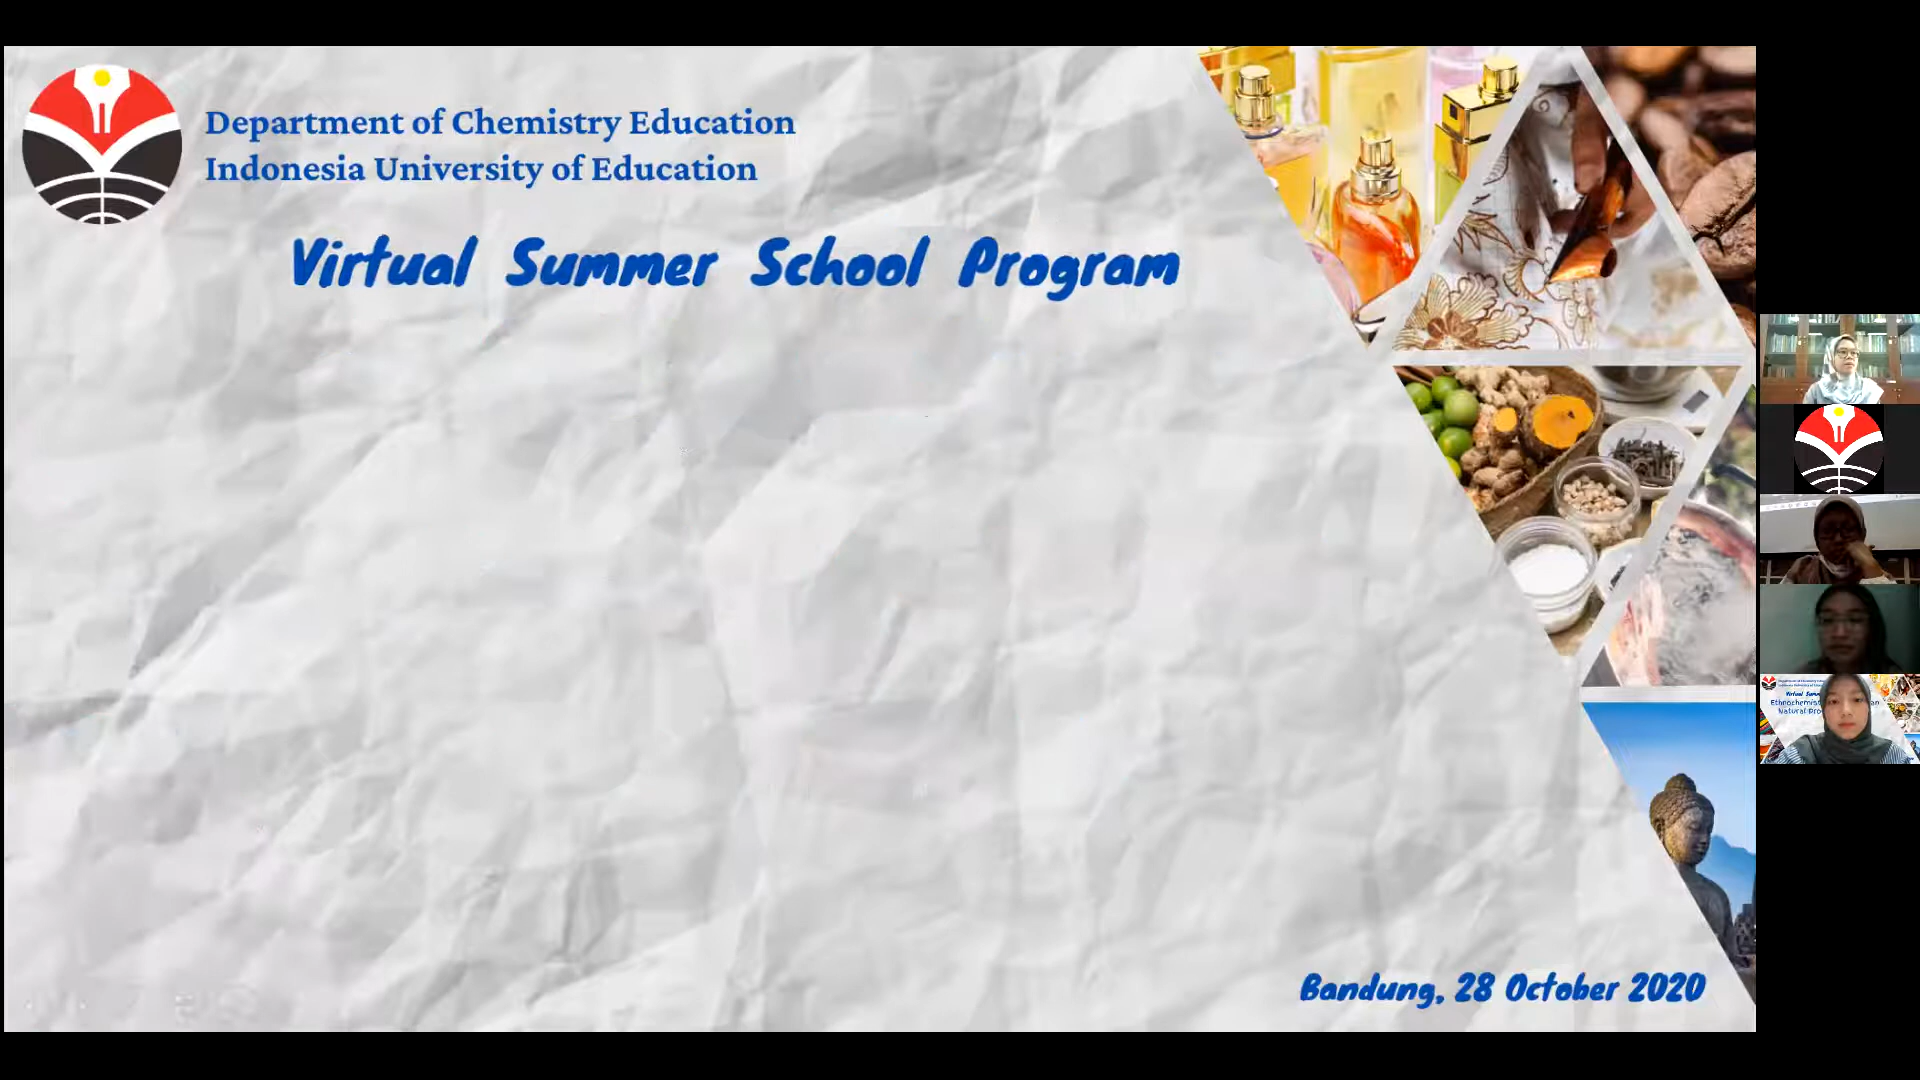 Department of Chemistry Education
Indonesia University of Education
Virtual Summer School Program
Bandung, 28 October 2020